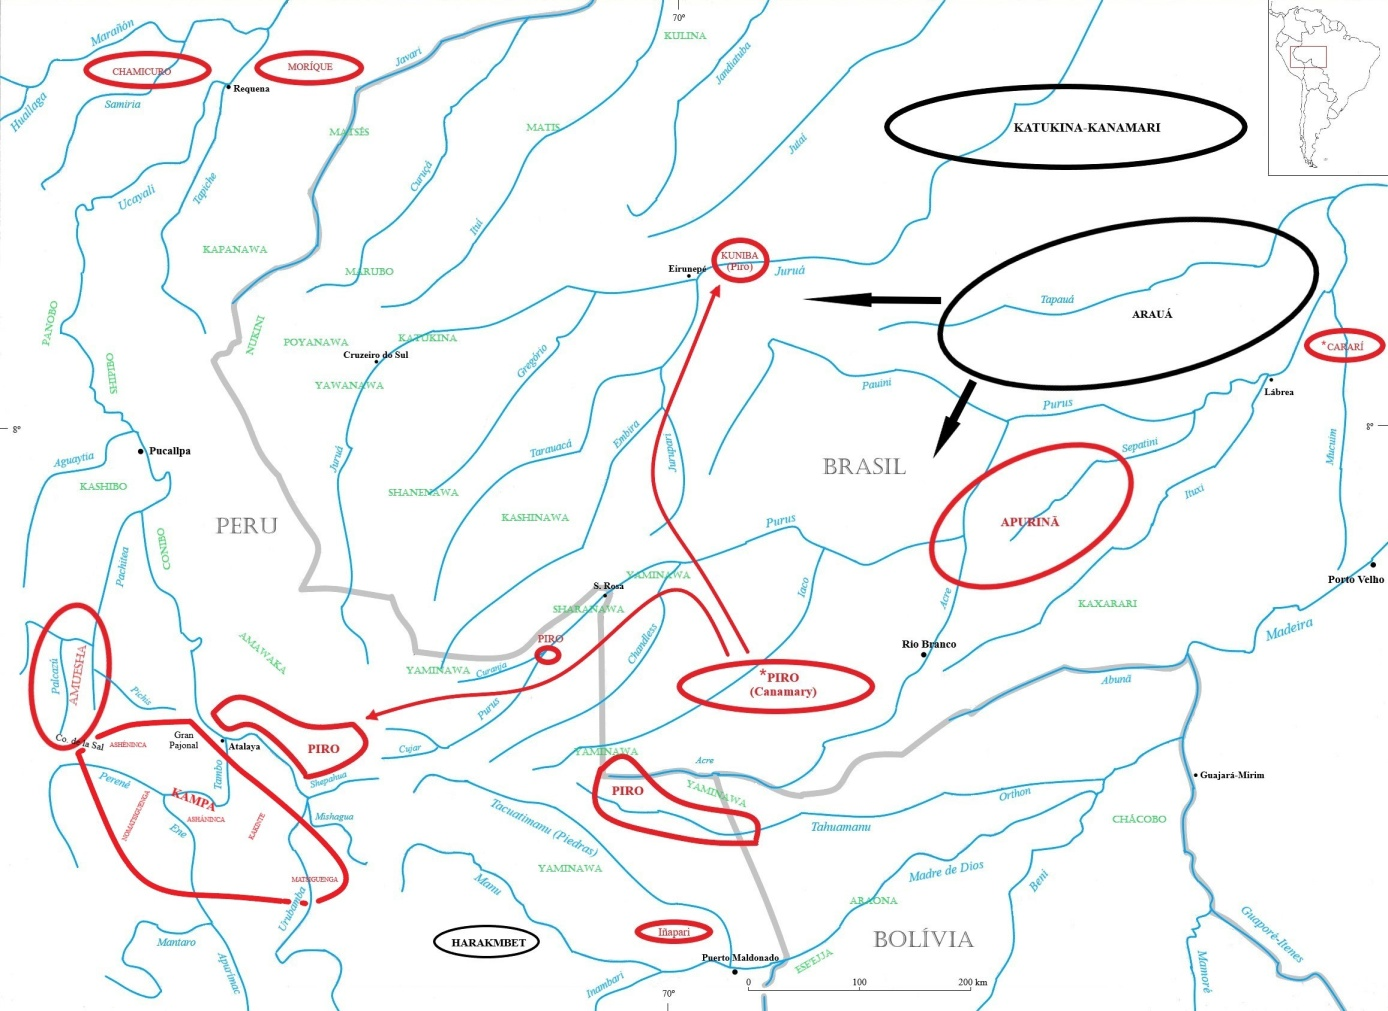 70°
Marañón
KULINA
CHAMICURO
MORÍQUE
Javari
Jandiatuba
Requena
Huallaga
Samiria
MATSÉS
MATIS
Jutaí
KATUKINA-KANAMARI
Ucayali
Tapiche
Curuçá
Ituí
KAPANAWA
MARUBO
KUNIBA
(Piro)
Eirunepé
Juruá
Tapauá
ARAUÁ
PANOBO
NUKINI
POYANAWA
KATUKINA
Cruzeiro do Sul
YAWANAWA
Gregório
SHIPIBO
*CARARÍ
Pauini
Lábrea
Purus
8°
8°
Pucallpa
Aguaytia
KASHIBO
Juruá
Tarauacá
Embira
Jurupari
Sepatini
Mucuim
BRASIL
SHANENAWA
Ituxi
KASHINAWA
PERU
Purus
APURINÃ
CONIBO
Pachitea
YAMINAWA
S. Rosa
SHARANAWA
Iaco
Acre
KAXARARI
Porto Velho
Madeira
AMAWAKA
PIRO
Chandless
Rio Branco
Palcazú
AMUESHA
YAMINAWA
Curanja
*PIRO
(Canamary)
Abunã
Pichis
Purus
Co. de la Sal
ASHÉNINCA
Gran
Pajonal
Atalaya
PIRO
Cujar
YAMINAWA
Acre
Perené
Tambo
Shepahua
PIRO
YAMINAWA
Órthon
Guajará-Mirim
NOMATSIGUENGA
KAMPA
ASHÁNINCA
KAKINTE
Mishagua
Ene
Tacuatimanu (Piedras)
Tahuamanu
CHÁCOBO
YAMINAWA
Madre de Dios
Beni
MATSIGUENGA
Manu
Urubamba
ARAONA
Guaporé-Itenes
Mantaro
HARAKMBET
Iñapari
BOLÍVIA
Apurímac
Puerto Maldonado
ESE'EJJA
Mamoré
Inambari
0 100 200 km
70°